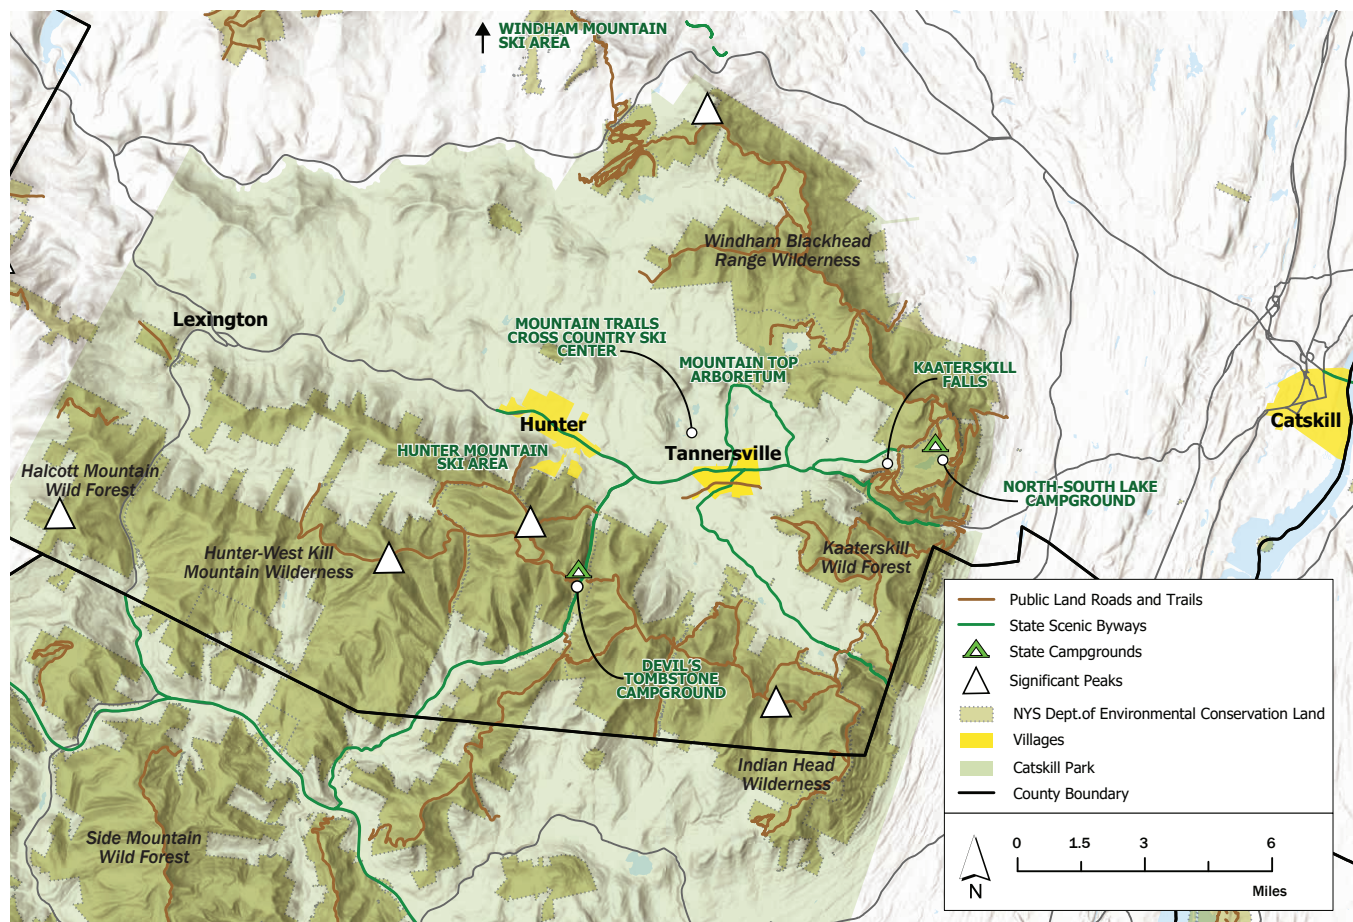 WINDHAM MOUNTAIN
SKI AREA
Windham Blackhead
Range Wilderness
Lexington
MOUNTAIN TRAILS
CROSS COUNTRY SKI
CENTER
MOUNTAIN TOP
ARBORETUM
KAATERSKILL
FALLS
Hunter
Catskill
HUNTER MOUNTAIN
SKI AREA
Tannersville
Halcott Mountain
Wild Forest
NORTH-SOUTH LAKE
CAMPGROUND
Hunter-West Kill
Mountain Wilderness
Kaaterskill
Wild Forest
DEVIL'S
TOMBSTONE
CAMPGROUND
Indian Head
Wilderness
Side Mountain
Wild Forest
Public Land Roads and Trails
State Scenic Byways
State Campgrounds
Significant Peaks
NYS Dept.of Environmental Conservation Land
Villages
Catskill Park
County Boundary
0 1.5 3 6
Miles
N